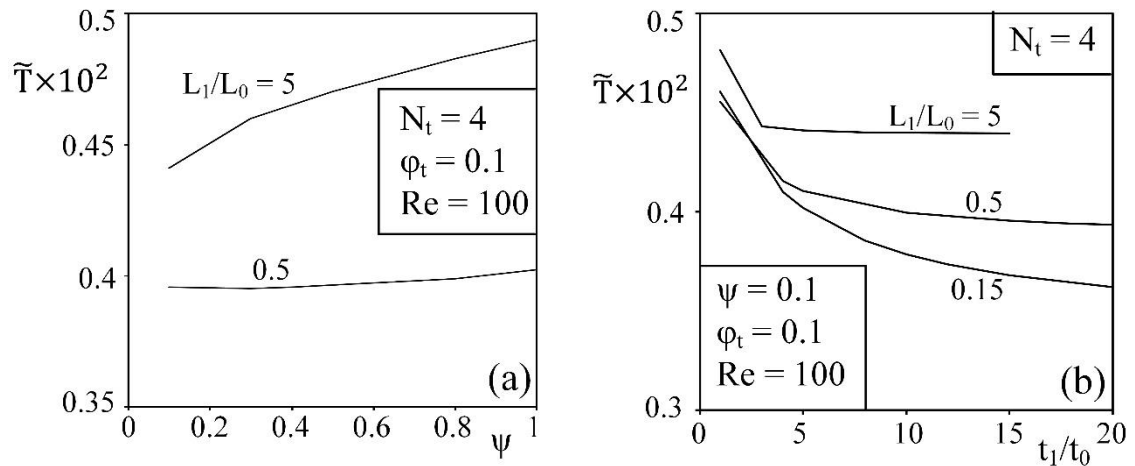 0.5
T̃×10²
L₁/L₀ = 5
0.45
Nₜ = 4
φₜ = 0.1
Re = 100
0.4
0.5
0.35
(a)
0 0.2 0.4 0.6 0.8 1
ψ
0.5
T̃×10²
Nₜ = 4
L₁/L₀ = 5
0.4
0.5
0.15
ψ = 0.1
φₜ = 0.1
Re = 100
0.3
(b)
0 5 10 15 20
t₁/t₀